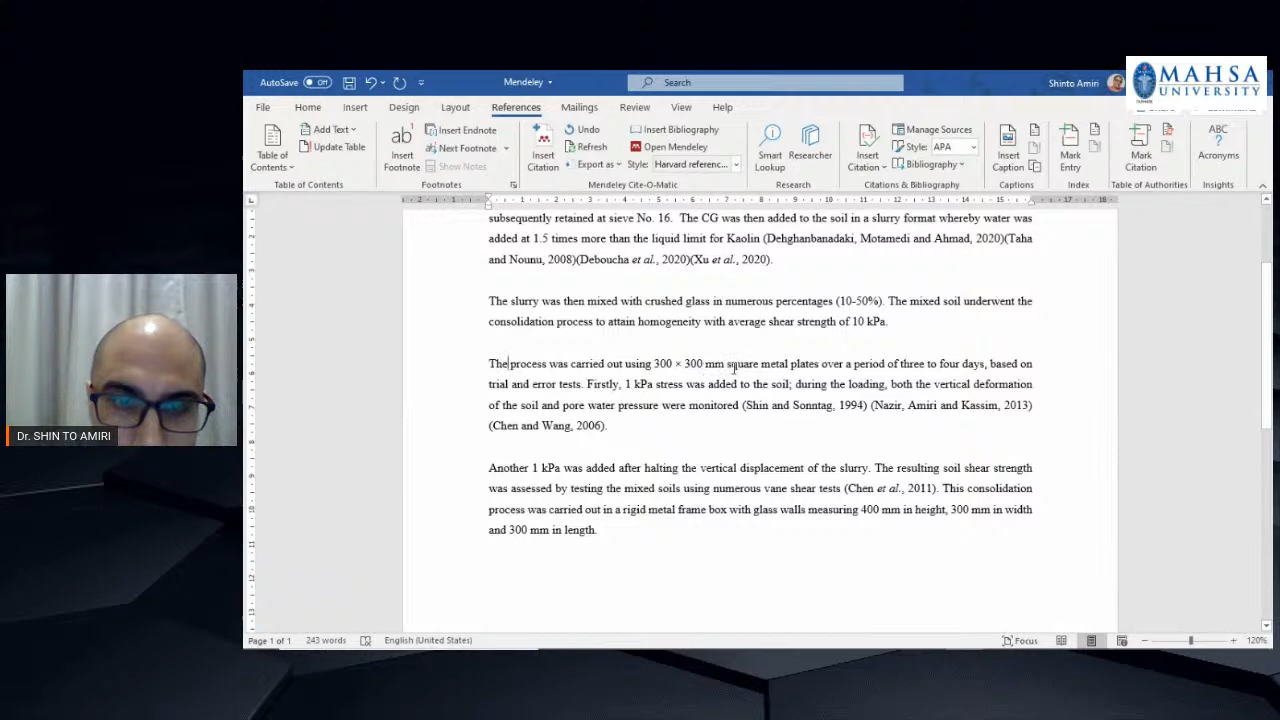 MAHSA
UNIVERSITY
AutoSave Off Mendeley Search Shinto Amiri
File Home Insert Design Layout References Mailings Review View Help
Table of Contents
Add Text
Update Table
Table of Contents
ab
Insert Footnote
Insert Endnote
Next Footnote
Show Notes
Footnotes
Insert Citation
Undo
Refresh
Export as
Insert Bibliography
Open Mendeley
Style: Harvard referenc...
Mendeley Cite-O-Matic
Smart Lookup
Researcher
Research
Insert Citation
Manage Sources
Style: APA
Bibliography
Citations & Bibliography
Insert Caption
Captions
Mark Entry
Index
Mark Citation
Table of Authorities
ABC
?
Acronyms
Insights
subsequently retained at sieve No. 16. The CG was then added to the soil in a slurry format whereby water was
added at 1.5 times more than the liquid limit for Kaolin (Dehghanbanadaki, Motamedi and Ahmad, 2020)(Taha
and Nounu, 2008)(Deboucha et al., 2020)(Xu et al., 2020).
The slurry was then mixed with crushed glass in numerous percentages (10-50%). The mixed soil underwent the
consolidation process to attain homogeneity with average shear strength of 10 kPa.
The process was carried out using 300 × 300 mm square metal plates over a period of three to four days, based on
trial and error tests. Firstly, 1 kPa stress was added to the soil; during the loading, both the vertical deformation
of the soil and pore water pressure were monitored (Shin and Sonntag, 1994) (Nazir, Amiri and Kassim, 2013)
(Chen and Wang, 2006).
Another 1 kPa was added after halting the vertical displacement of the slurry. The resulting soil shear strength
was assessed by testing the mixed soils using numerous vane shear tests (Chen et al., 2011). This consolidation
process was carried out in a rigid metal frame box with glass walls measuring 400 mm in height, 300 mm in width
and 300 mm in length.
Dr. SHIN TO AMIRI
Page 1 of 1 243 words English (United States) Focus 120%